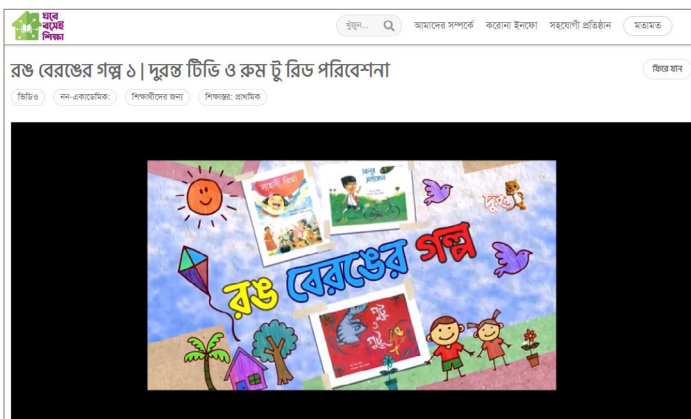 ঘরে
বসেই
শিক্ষা
খুঁজুন...
আমাদের সম্পর্কে
করোনা ইনফো
সহযোগী প্রতিষ্ঠান
মতামত
রঙ বেরঙের গল্প ১ | দুরন্ত টিভি ও রুম টু রিড পরিবেশনা
ফিরে যান
ভিডিও
নন-একাডেমিক:
শিক্ষার্থীদের জন্য
শিক্ষাস্তর: প্রাথমিক
সাহসী রিমা
দুরন্ত
রঙ বেরঙের গল্প